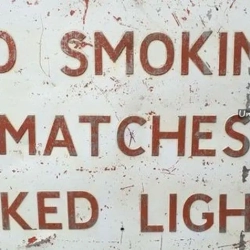 O SMOKIN
MATCHES
KED LIGH